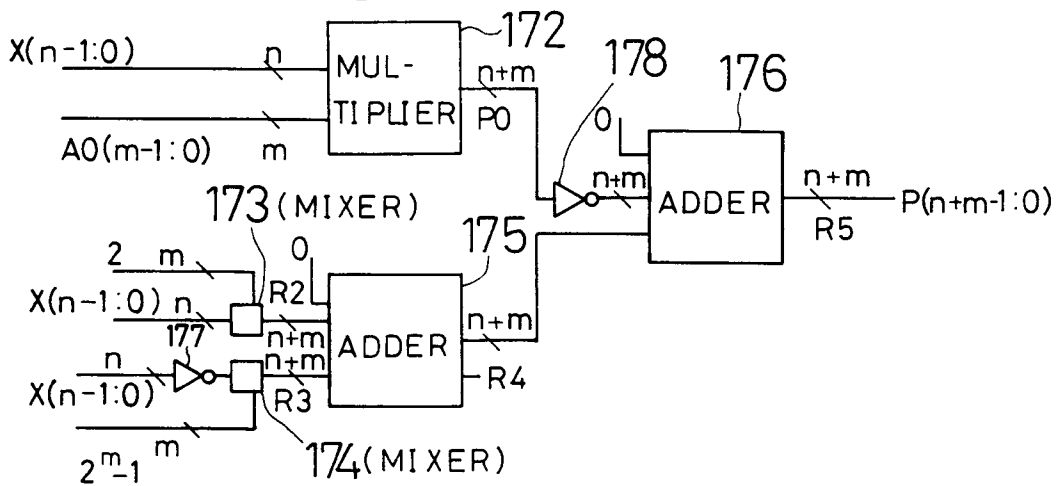 172
X(n-1:0)
n
MUL-
TIPLIER
n+m
P0
178
176
A0(m-1:0)
m
0
n+m
ADDER
n+m
R5
P(n+m-1:0)
173(MIXER)
175
2
m
0
R2
X(n-1:0)
n
n+m
ADDER
n+m
177
n
n+m
R4
X(n-1:0)
R3
m
174(MIXER)
2^m-1